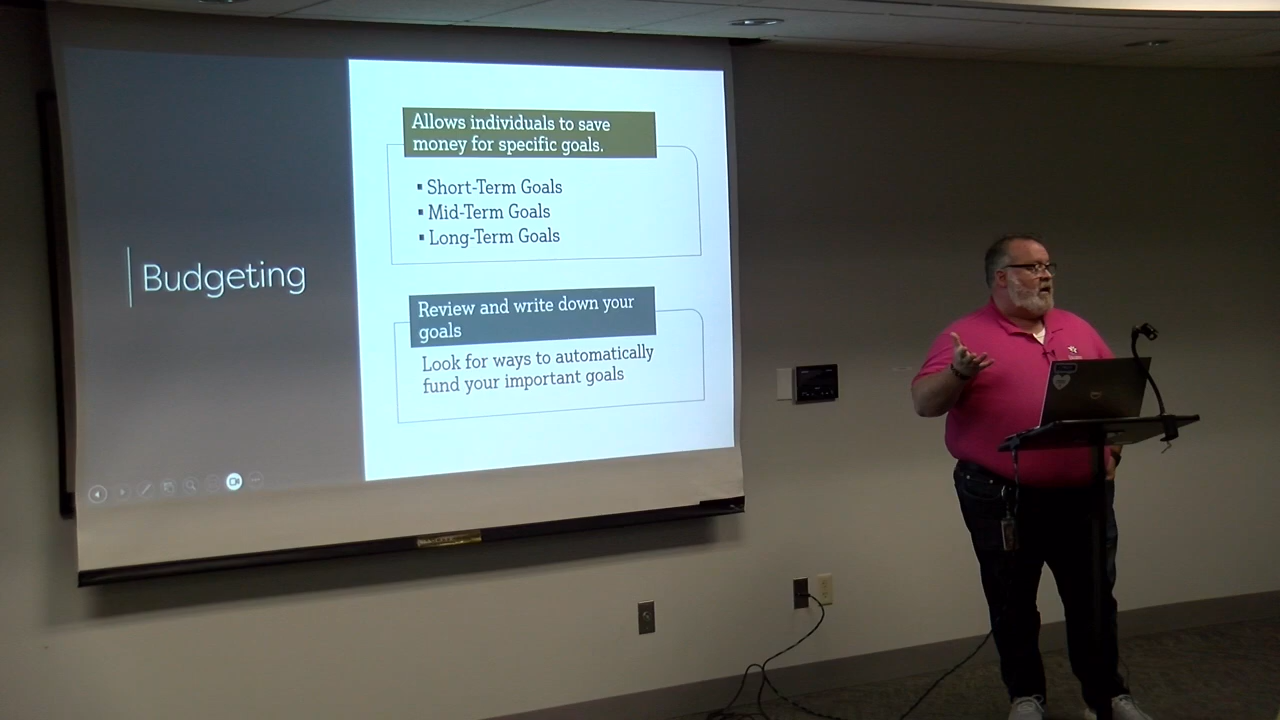 Budgeting
Allows individuals to save
money for specific goals.
▪ Short-Term Goals
▪ Mid-Term Goals
▪ Long-Term Goals
Review and write down your
goals
Look for ways to automatically
fund your important goals